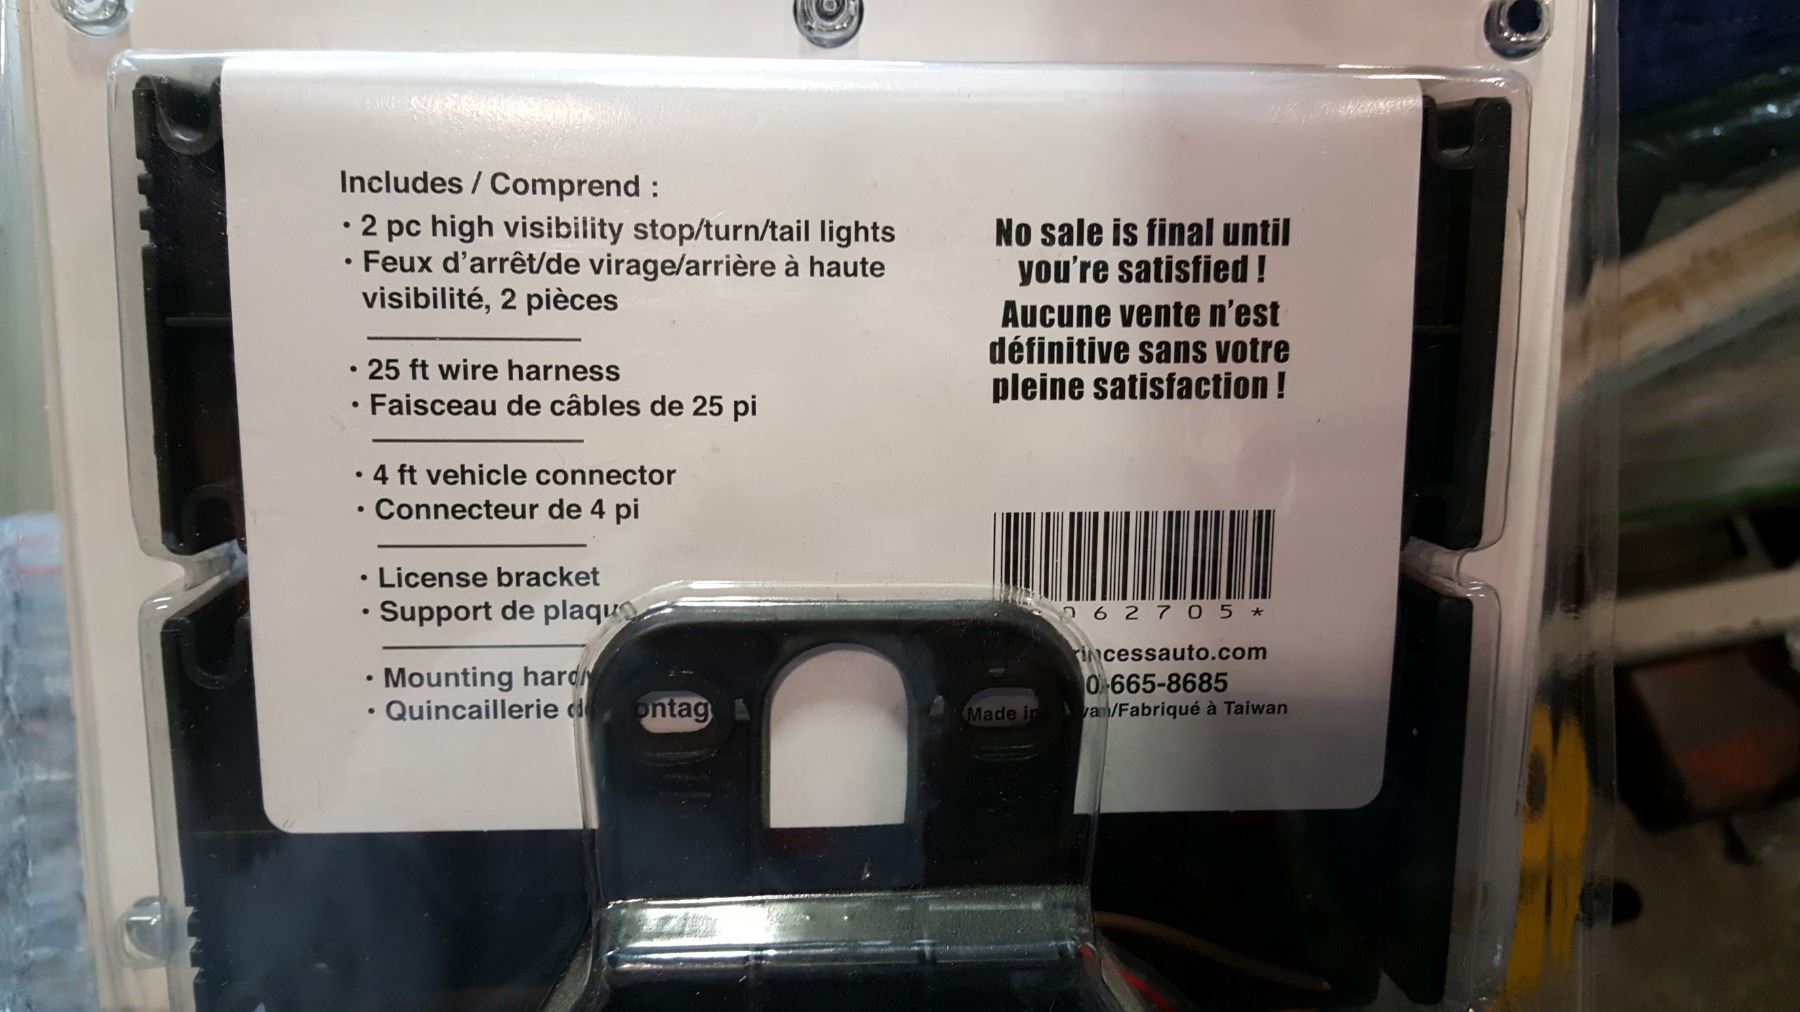 Includes / Comprend :
· 2 pc high visibility stop/turn/tail lights
· Feux d'arrêt/de virage/arrière à haute
visibilité, 2 pièces
· 25 ft wire harness
· Faisceau de câbles de 25 pi
· 4 ft vehicle connector
· Connecteur de 4 pi
· License bracket
· Support de plaque
· Mounting hard
· Quincaillerie d ontag
No sale is final until
you're satisfied !
Aucune vente n'est
définitive sans votre
pleine satisfaction !
062705*
rincessauto.com
0-665-8685
Made in wan/Fabriqué à Taiwan